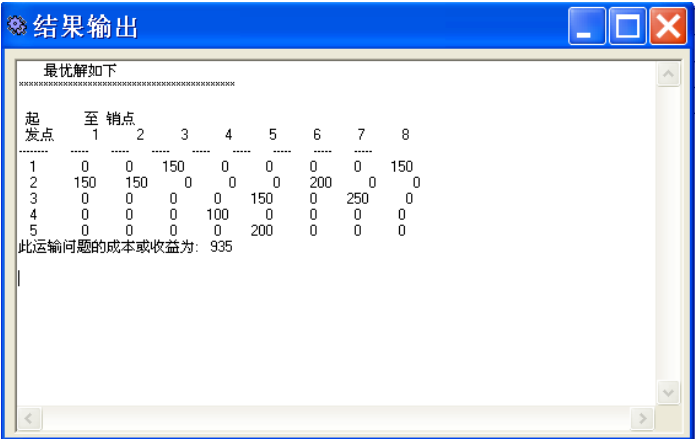 结果输出
最优解如下
********************************************
起 至 销点
发点 1 2 3 4 5 6 7 8
-------- ----- ----- ----- ----- ----- ----- -----
1 0 0 150 0 0 0 0 150
2 150 150 0 0 0 200 0 0
3 0 0 0 0 150 0 250 0
4 0 0 0 100 0 0 0 0
5 0 0 0 0 200 0 0 0
此运输问题的成本或收益为: 935